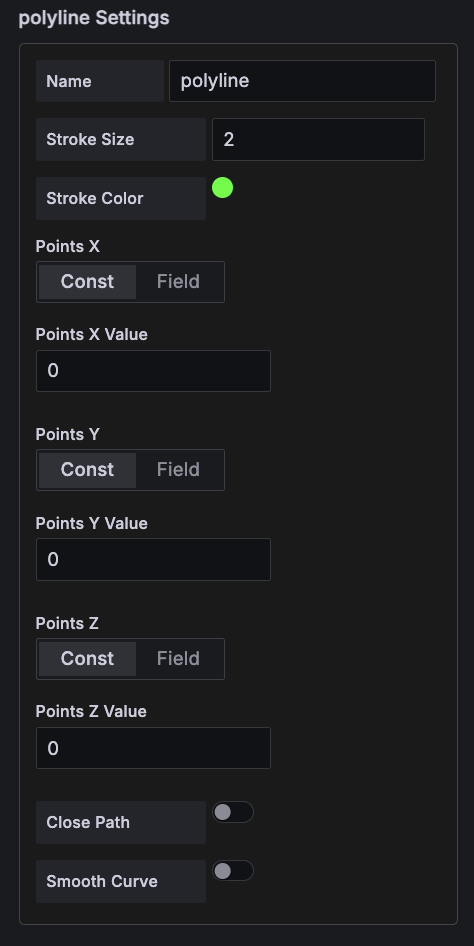 polyline Settings
Name polyline
Stroke Size 2
Stroke Color
Points X
Const Field
Points X Value
0
Points Y
Const Field
Points Y Value
0
Points Z
Const Field
Points Z Value
0
Close Path
Smooth Curve